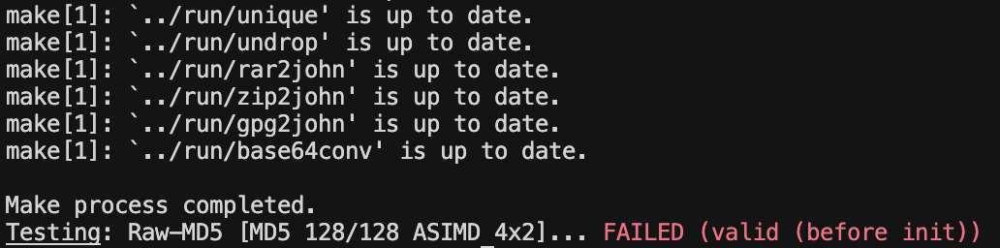 make[1]: `../run/unique' is up to date.
make[1]: `../run/undrop' is up to date.
make[1]: `../run/rar2john' is up to date.
make[1]: `../run/zip2john' is up to date.
make[1]: `../run/gpg2john' is up to date.
make[1]: `../run/base64conv' is up to date.
Make process completed.
Testing: Raw-MD5 [MD5 128/128 ASIMD 4x2]... FAILED (valid (before init))